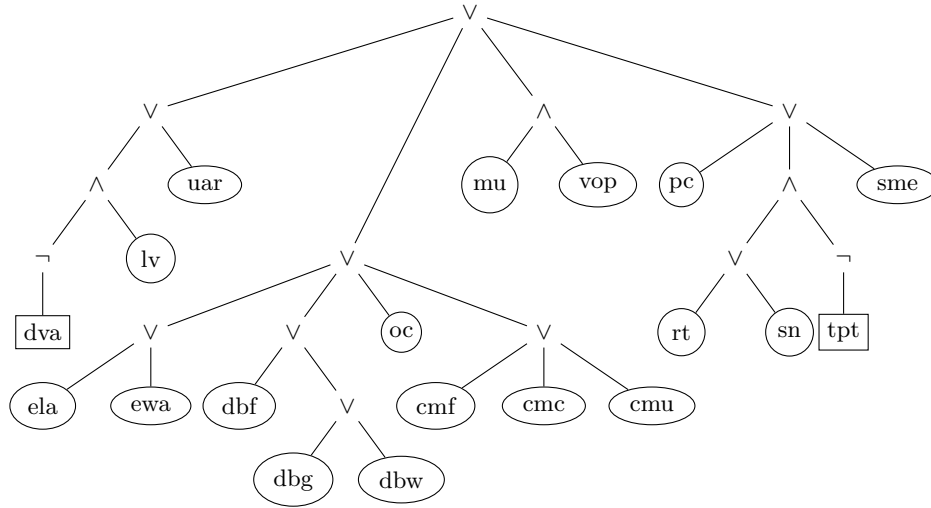 ∨
∨ ∧ ∨
∧ uar mu vop pc ∧ sme
¬ lv ∨ ∨ ¬
dva ∨ ∨ oc ∨ rt sn tpt
ela ewa dbf ∨ cmf cmc cmu
dbg dbw